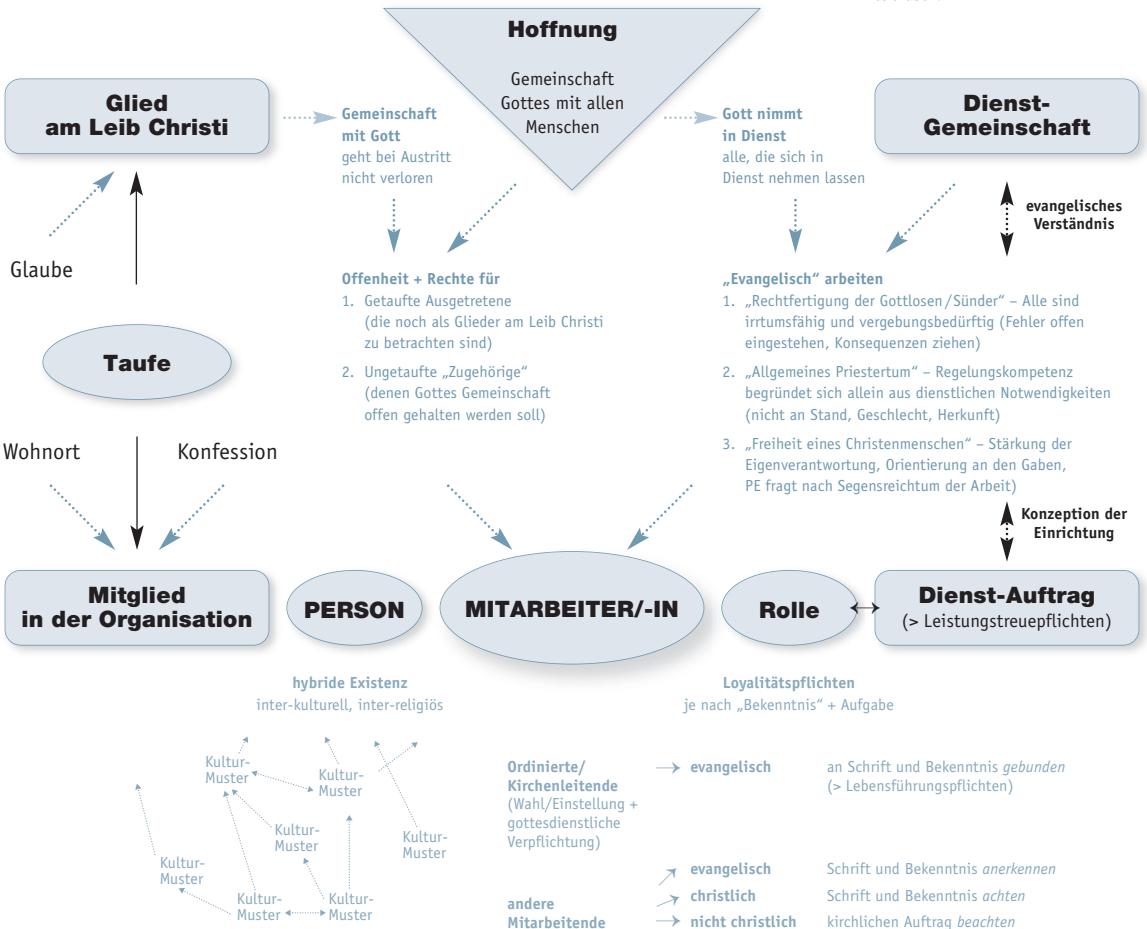 Hoffnung
Gemeinschaft
Gottes mit allen
Menschen
Glied
am Leib Christi
Gemeinschaft
mit Gott
geht bei Austritt
nicht verloren
Gott nimmt
in Dienst
alle, die sich in
Dienst nehmen lassen
Dienst-
Gemeinschaft
evangelisches
Verständnis
Glaube
Taufe
Offenheit + Rechte für
1. Getaufte Ausgetretene
(die noch als Glieder am Leib Christi
zu betrachten sind)
2. Ungetaufte „Zugehörige“
(denen Gottes Gemeinschaft
offen gehalten werden soll)
„Evangelisch“ arbeiten
1. „Rechtfertigung der Gottlosen/Sünder“ – Alle sind
irrtumsfähig und vergebungsbedürftig (Fehler offen
eingestehen, Konsequenzen ziehen)
2. „Allgemeines Priestertum“ – Regelungskompetenz
begründet sich allein aus dienstlichen Notwendigkeiten
(nicht an Stand, Geschlecht, Herkunft)
3. „Freiheit eines Christenmenschen“ – Stärkung der
Eigenverantwortung, Orientierung an den Gaben,
PE fragt nach Segensreichtum der Arbeit)
Wohnort
Konfession
Konzeption der
Einrichtung
Mitglied
in der Organisation
PERSON
MITARBEITER/-IN
Rolle
Dienst-Auftrag
(> Leistungstreuepflichten)
hybride Existenz
inter-kulturell, inter-religiös
Loyalitätspflichten
je nach „Bekenntnis“ + Aufgabe
Kultur-
Muster
Kultur-
Muster
Kultur-
Muster
Kultur-
Muster
Kultur-
Muster
Kultur-
Muster
Kultur-
Muster
Ordinierte/
Kirchenleitende
(Wahl/Einstellung +
gottesdienstliche
Verpflichtung)
evangelisch
an Schrift und Bekenntnis gebunden
(> Lebensführungspflichten)
andere
Mitarbeitende
evangelisch
Schrift und Bekenntnis anerkennen
christlich
Schrift und Bekenntnis achten
nicht christlich
kirchlichen Auftrag beachten